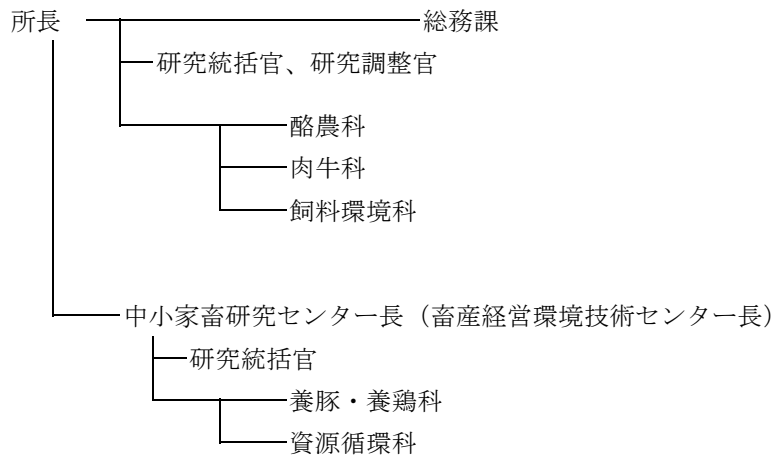 所長 総務課
研究統括官、研究調整官
酪農科
肉牛科
飼料環境科
中小家畜研究センター長（畜産経営環境技術センター長）
研究統括官
養豚・養鶏科
資源循環科